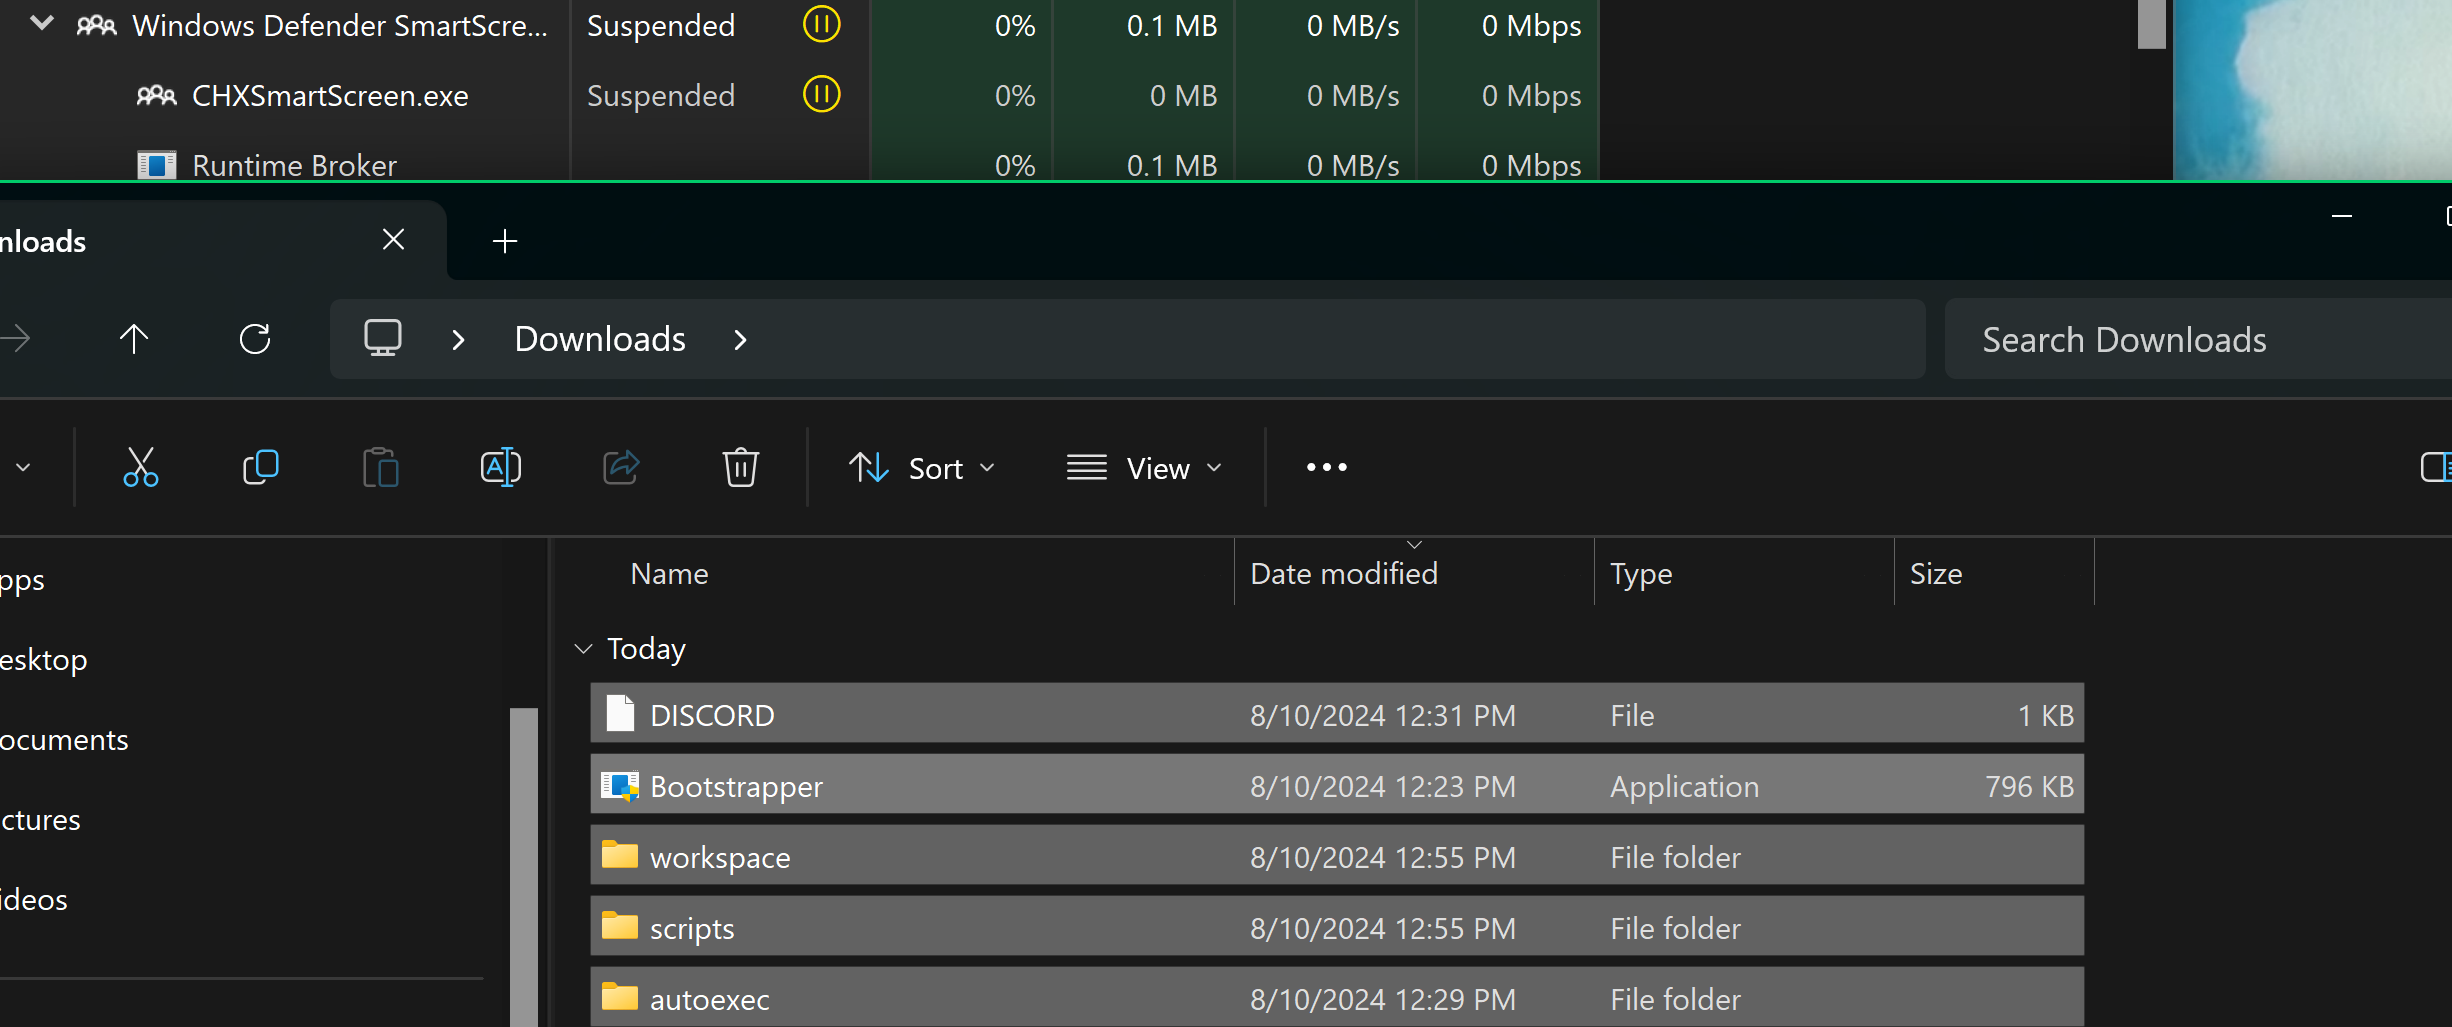 Windows Defender SmartScre... Suspended 0% 0.1 MB 0 MB/s 0 Mbps
CHXSmartScreen.exe Suspended 0% 0 MB 0 MB/s 0 Mbps
Runtime Broker 0% 0.1 MB 0 MB/s 0 Mbps
nloads
Downloads Search Downloads
Sort View
Name Date modified Type Size
pps
Today
esktop
DISCORD 8/10/2024 12:31 PM File 1 KB
ocuments
Bootstrapper 8/10/2024 12:23 PM Application 796 KB
ctures
workspace 8/10/2024 12:55 PM File folder
ideos
scripts 8/10/2024 12:55 PM File folder
autoexec 8/10/2024 12:29 PM File folder